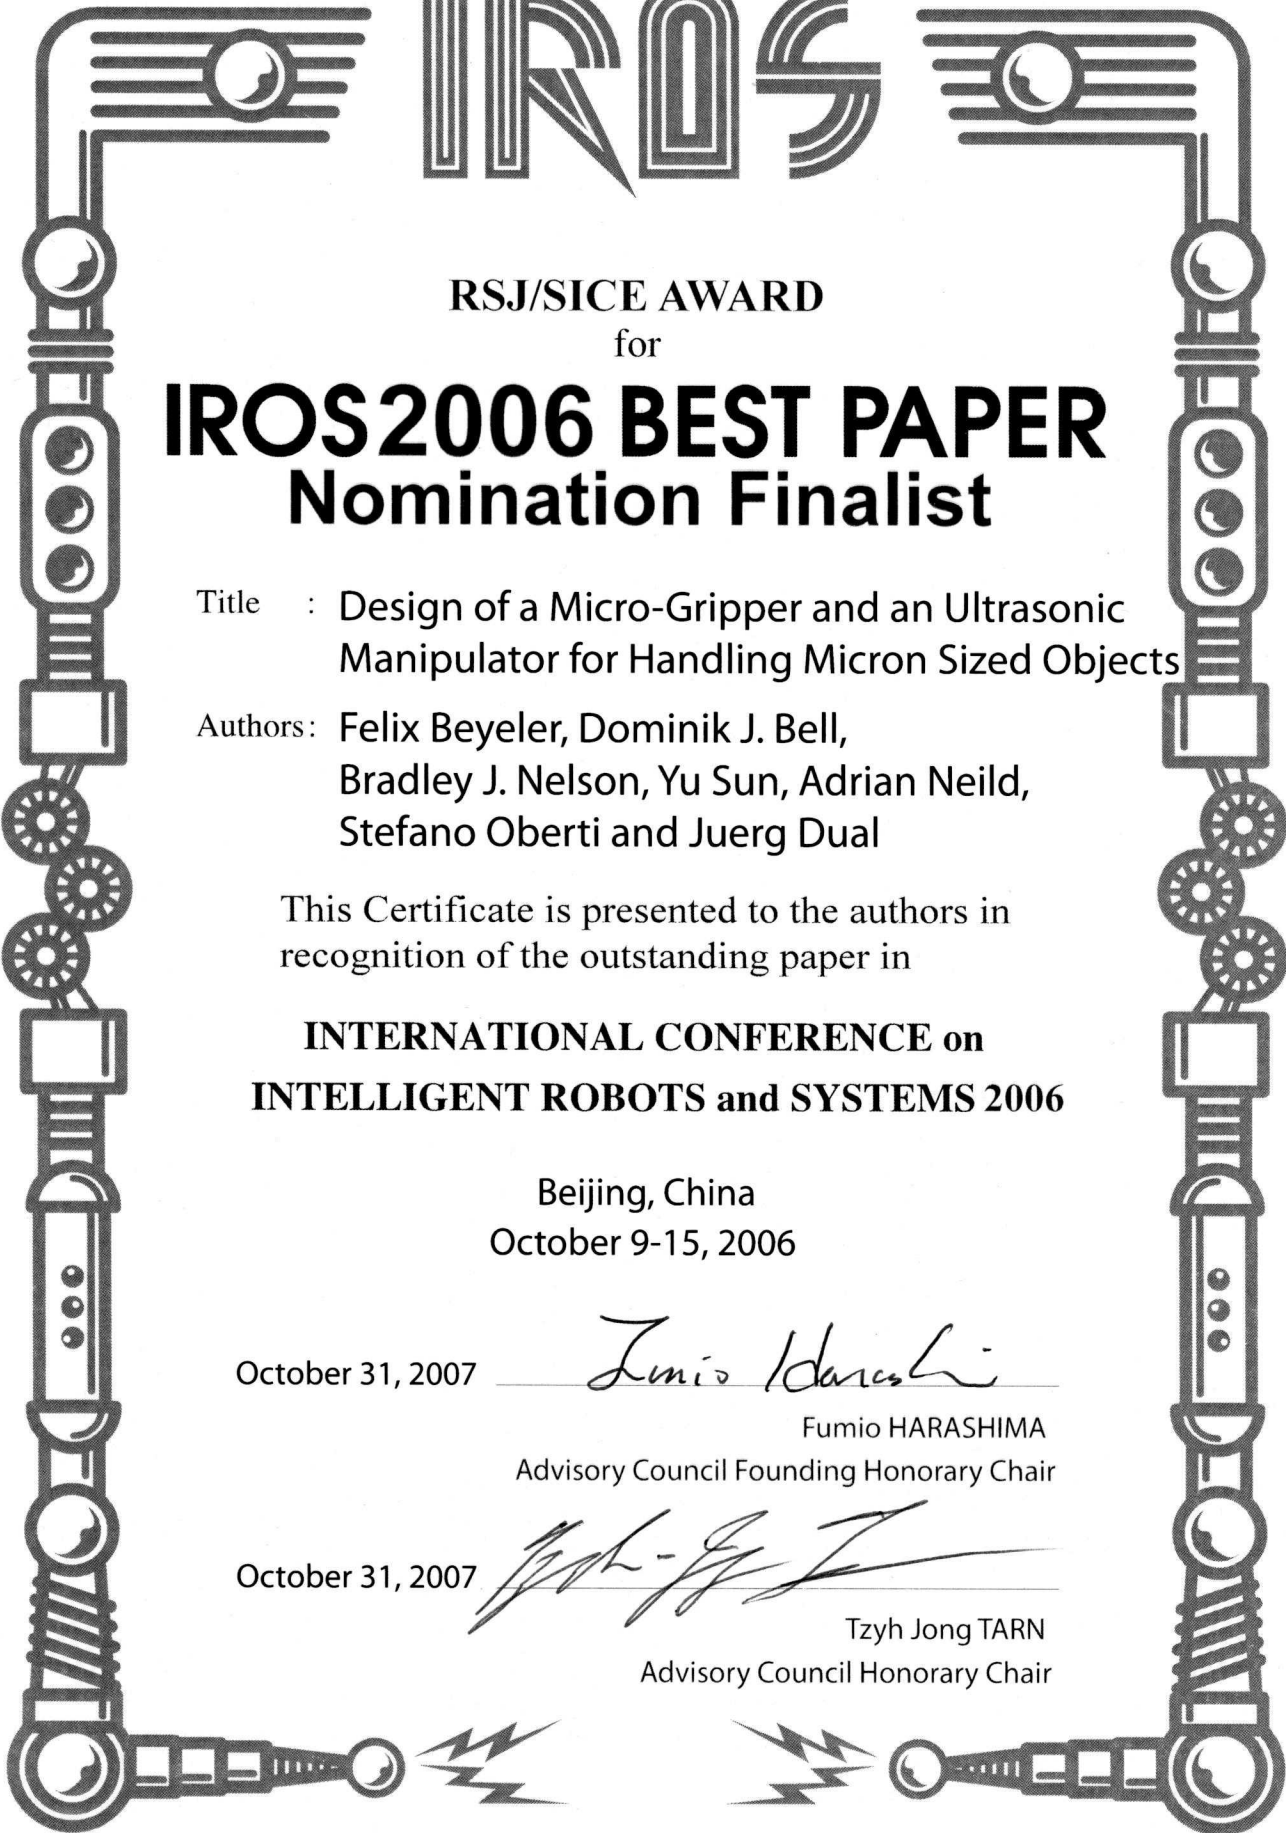 IROS
RSJ/SICE AWARD
for
IROS2006 BEST PAPER
Nomination Finalist
Title : Design of a Micro-Gripper and an Ultrasonic
Manipulator for Handling Micron Sized Objects
Authors: Felix Beyeler, Dominik J. Bell,
Bradley J. Nelson, Yu Sun, Adrian Neild,
Stefano Oberti and Juerg Dual
This Certificate is presented to the authors in
recognition of the outstanding paper in
INTERNATIONAL CONFERENCE on
INTELLIGENT ROBOTS and SYSTEMS 2006
Beijing, China
October 9-15, 2006
October 31, 2007 Fumio Harashi
Fumio HARASHIMA
Advisory Council Founding Honorary Chair
October 31, 2007
Tzyh Jong TARN
Advisory Council Honorary Chair